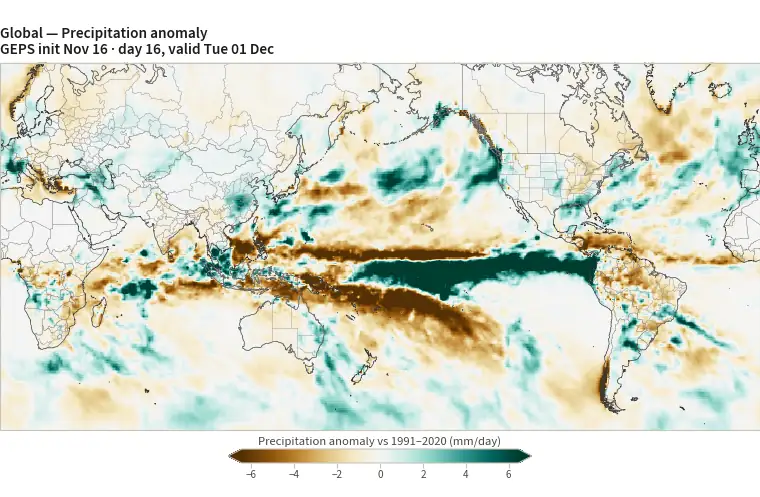 Global — Precipitation anomaly
GEPS init Nov 16 · day 16, valid Tue 01 Dec
Precipitation anomaly vs 1991–2020 (mm/day)
−6 −4 −2 0 2 4 6